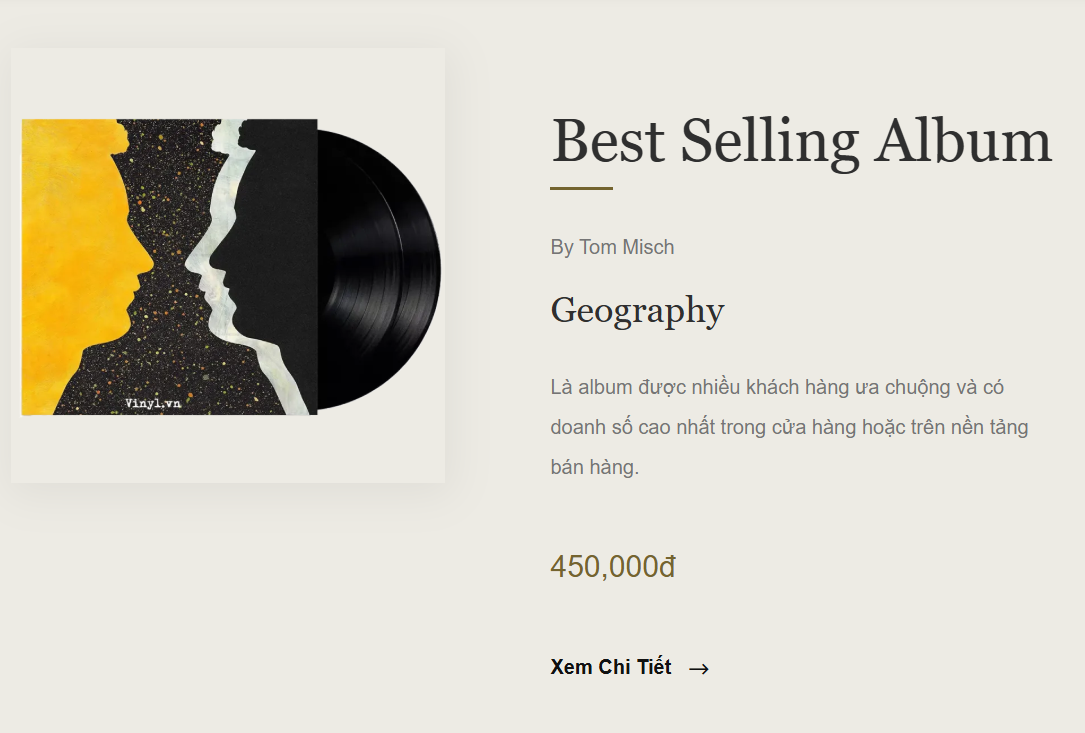 Best Selling Album
By Tom Misch
Geography
Là album được nhiều khách hàng ưa chuộng và có
doanh số cao nhất trong cửa hàng hoặc trên nền tảng
bán hàng.
450,000đ
Xem Chi Tiết →
Vinyl.vn